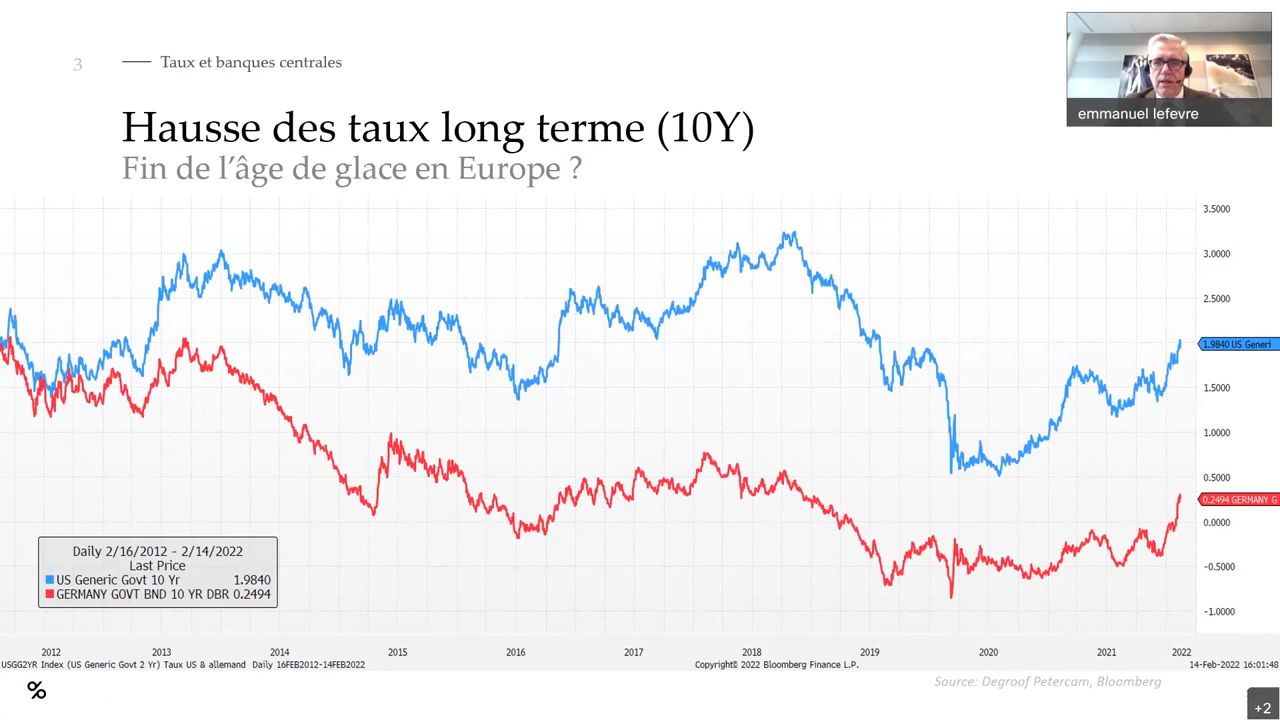 3
Taux et banques centrales
emmanuel lefevre
Hausse des taux long terme (10Y)
Fin de l'âge de glace en Europe ?
3.5000
3.0000
2.5000
1.9840 US Generi
1.5000
1.0000
0.5000
0.2494 GERMANY G
0.0000
-0.5000
-1.0000
Daily 2/16/2012 - 2/14/2022
Last Price
US Generic Govt 10 Yr 1.9840
GERMANY GOVT BND 10 YR DBR 0.2494
2012 2013 2014 2015 2016 2017 2018 2019 2020 2021 2022
USGG2YR Index (US Generic Govt 2 Yr) Taux US & allemand Daily 16FEB2012-14FEB2022 Copyright© 2022 Bloomberg Finance L.P. 14-Feb-2022 16:01:48
Source: Degroof Petercam, Bloomberg
%
+2